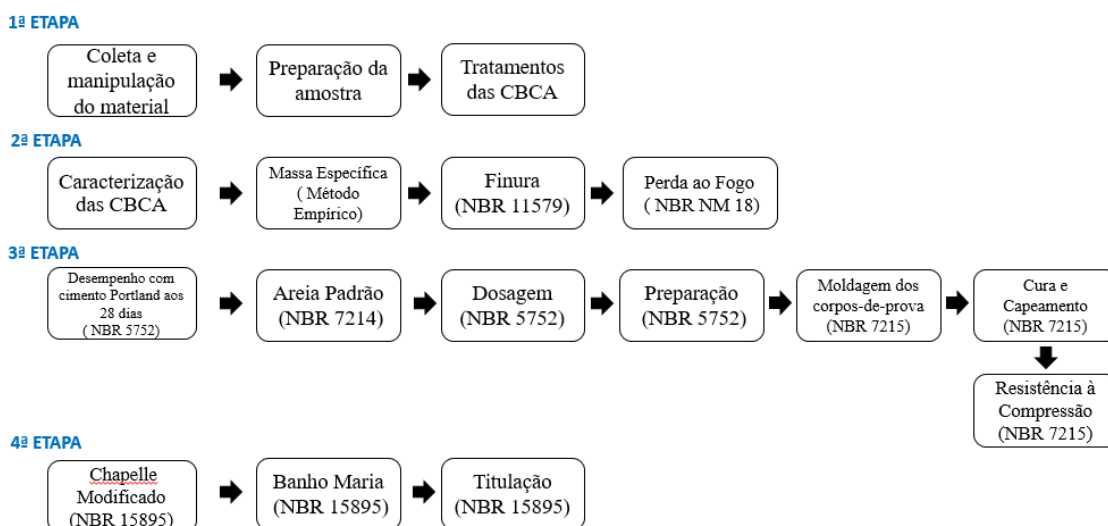 1ª ETAPA
Coleta e
manipulação
do material
Preparação da
amostra
Tratamentos
das CBCA
2ª ETAPA
Caracterização
das CBCA
Massa Específica
( Método
Empírico)
Finura
(NBR 11579)
Perda ao Fogo
( NBR NM 18)
3ª ETAPA
Desempenho com
cimento Portland aos
28 dias
( NBR 5752)
Areia Padrão
(NBR 7214)
Dosagem
(NBR 5752)
Preparação
(NBR 5752)
Moldagem dos
corpos-de-prova
(NBR 7215)
Cura e
Capeamento
(NBR 7215)
Resistência à
Compressão
(NBR 7215)
4ª ETAPA
Chapelle
Modificado
(NBR 15895)
Banho Maria
(NBR 15895)
Titulação
(NBR 15895)